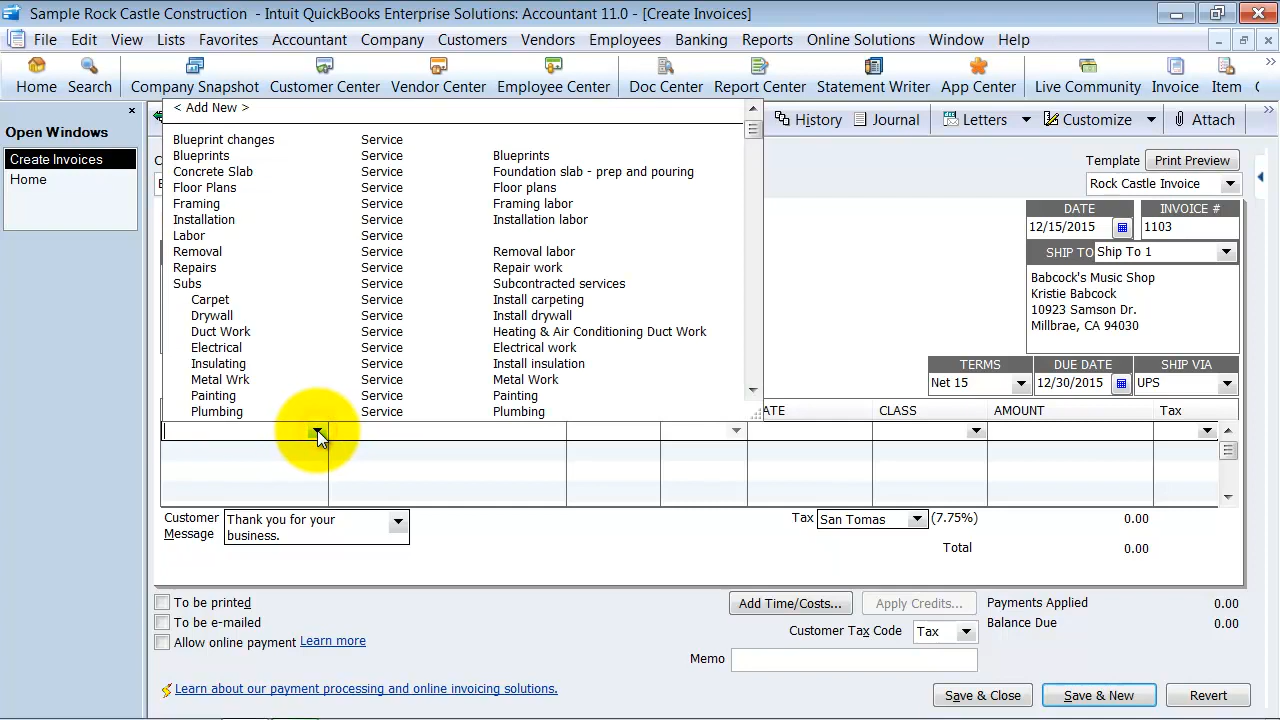 Sample Rock Castle Construction - Intuit QuickBooks Enterprise Solutions: Accountant 11.0 - [Create Invoices]
File Edit View Lists Favorites Accountant Company Customers Vendors Employees Banking Reports Online Solutions Window Help
Home Search Company Snapshot Customer Center Vendor Center Employee Center Doc Center Report Center Statement Writer App Center Live Community Invoice Item
Open Windows
Create Invoices
Home
History Journal Letters Customize Attach
< Add New >
Blueprint changes Service
Blueprints Service Blueprints
Concrete Slab Service Foundation slab - prep and pouring
Floor Plans Service Floor plans
Framing Service Framing labor
Installation Service Installation labor
Labor Service
Removal Service Removal labor
Repairs Service Repair work
Subs Service Subcontracted services
Carpet Service Install carpeting
Drywall Service Install drywall
Duct Work Service Heating & Air Conditioning Duct Work
Electrical Service Electrical work
Insulating Service Install insulation
Metal Wrk Service Metal Work
Painting Service Painting
Plumbing Service Plumbing
Template Print Preview
Rock Castle Invoice
DATE INVOICE #
12/15/2015 1103
SHIP TO Ship To 1
Babcock's Music Shop
Kristie Babcock
10923 Samson Dr.
Millbrae, CA 94030
TERMS DUE DATE SHIP VIA
Net 15 12/30/2015 UPS
ATE CLASS AMOUNT Tax
Customer Message Thank you for your
business.
Tax San Tomas (7.75%) 0.00
Total 0.00
To be printed
To be e-mailed
Allow online payment Learn more
Add Time/Costs... Apply Credits... Payments Applied 0.00
Customer Tax Code Tax Balance Due 0.00
Memo
Learn about our payment processing and online invoicing solutions.
Save & Close Save & New Revert